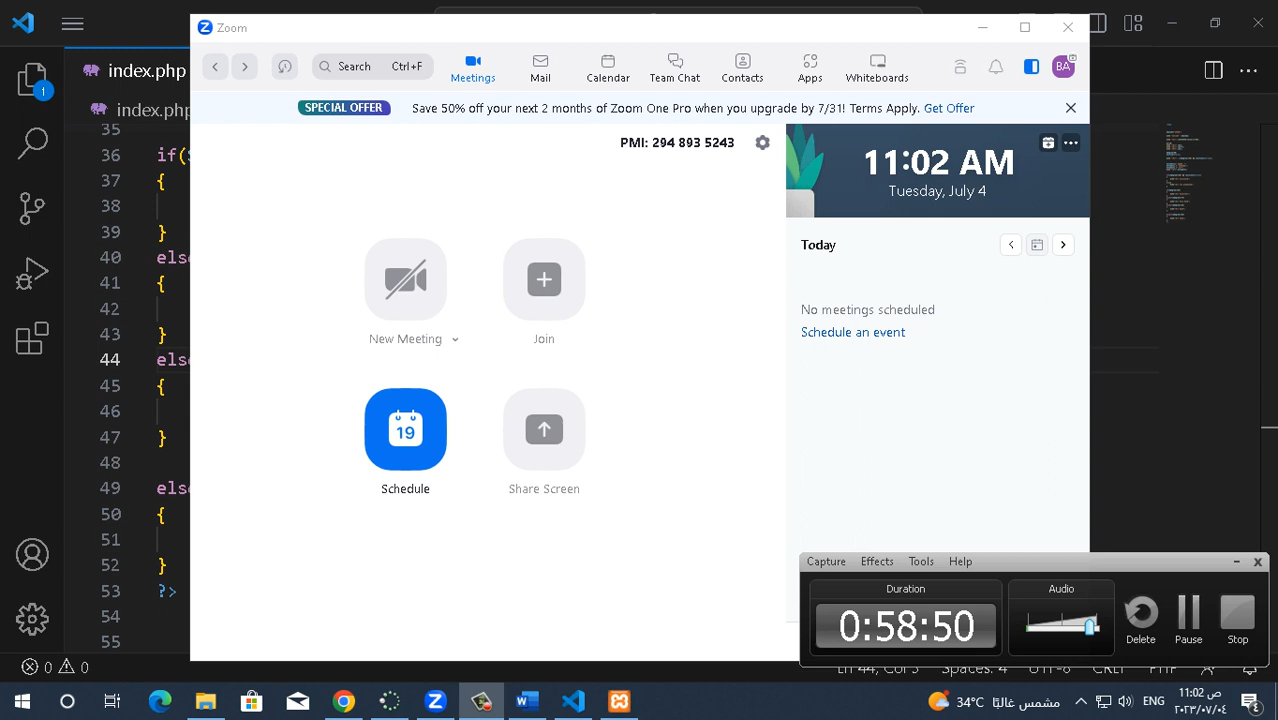 Zoom
Search Ctrl+F
Meetings
Mail
Calendar
Team Chat
Contacts
Apps
Whiteboards
BA
SPECIAL OFFER Save 50% off your next 2 months of Zoom One Pro when you upgrade by 7/31! Terms Apply. Get Offer
PMI: 294 893 5243
11:02 AM
Tuesday, July 4
Today
No meetings scheduled
Schedule an event
New Meeting
Join
19
Schedule
Share Screen
index.php
index.php
1
35
36 if(
37 {
38
39 }
40 else
41 {
42
43 }
44 else
45 {
46
47 }
48
49 else
50 {
51
52 }
53 ?>
54
55
Capture Effects Tools Help
Duration
0:58:50
Audio
Delete
Pause
Stop
0 0
Ln 44, Col 5 Spaces: 4 UTF-8 CRLF PHP
34°C مشمس غالبًا
ENG
11:02 ص
٢٠٢٣/٠٧/٠٤